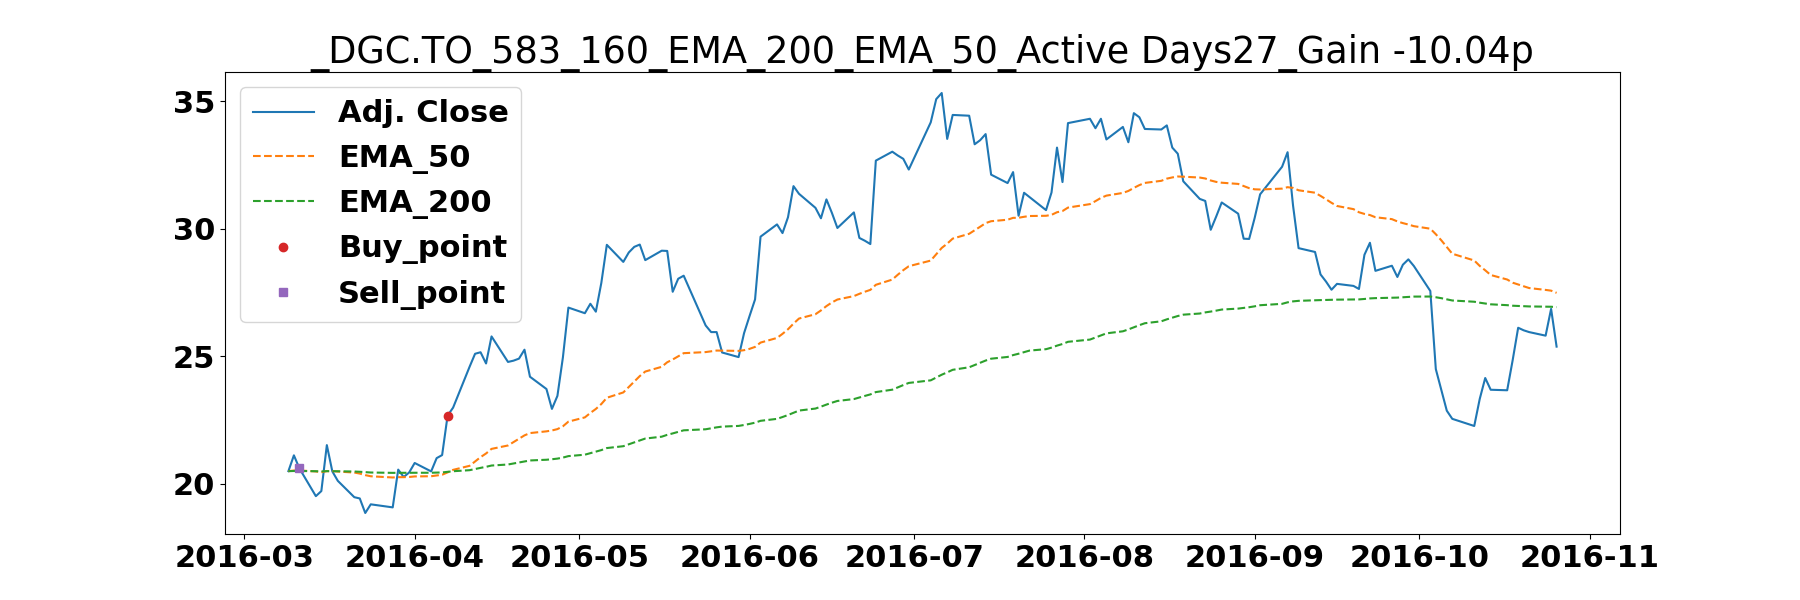 _DGC.TO_583_160_EMA_200_EMA_50_Active Days27_Gain -10.04p
35
30
25
20
Adj. Close
EMA_50
EMA_200
Buy_point
Sell_point
2016-03 2016-04 2016-05 2016-06 2016-07 2016-08 2016-09 2016-10 2016-11